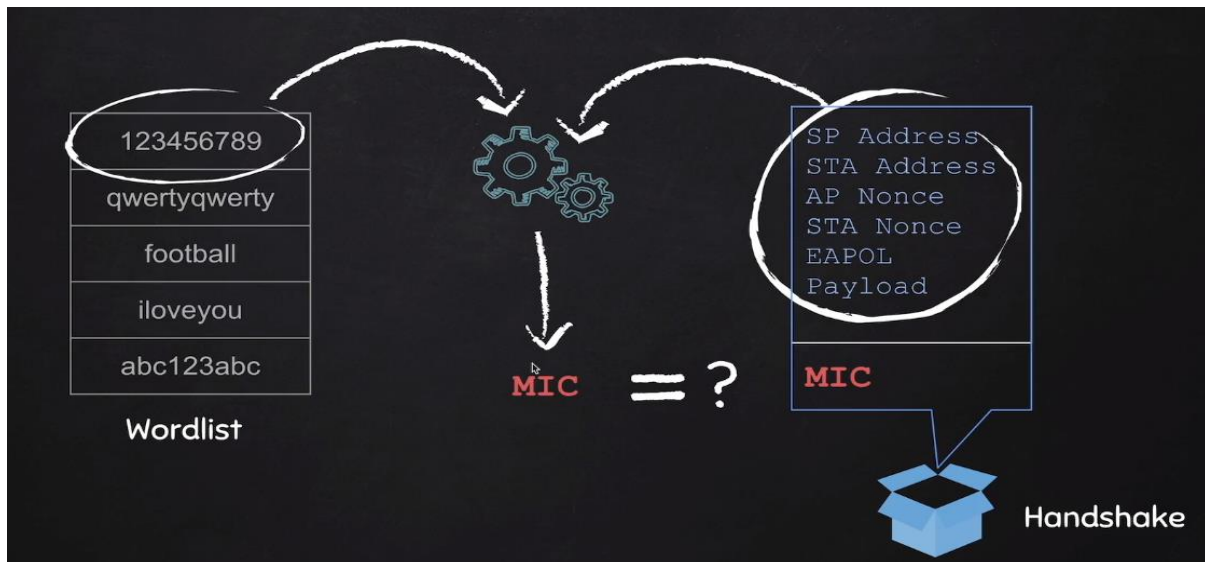 123456789
qwertyqwerty
football
iloveyou
abc123abc
Wordlist
MIC
= ?
SP Address
STA Address
AP Nonce
STA Nonce
EAPOL
Payload
MIC
Handshake